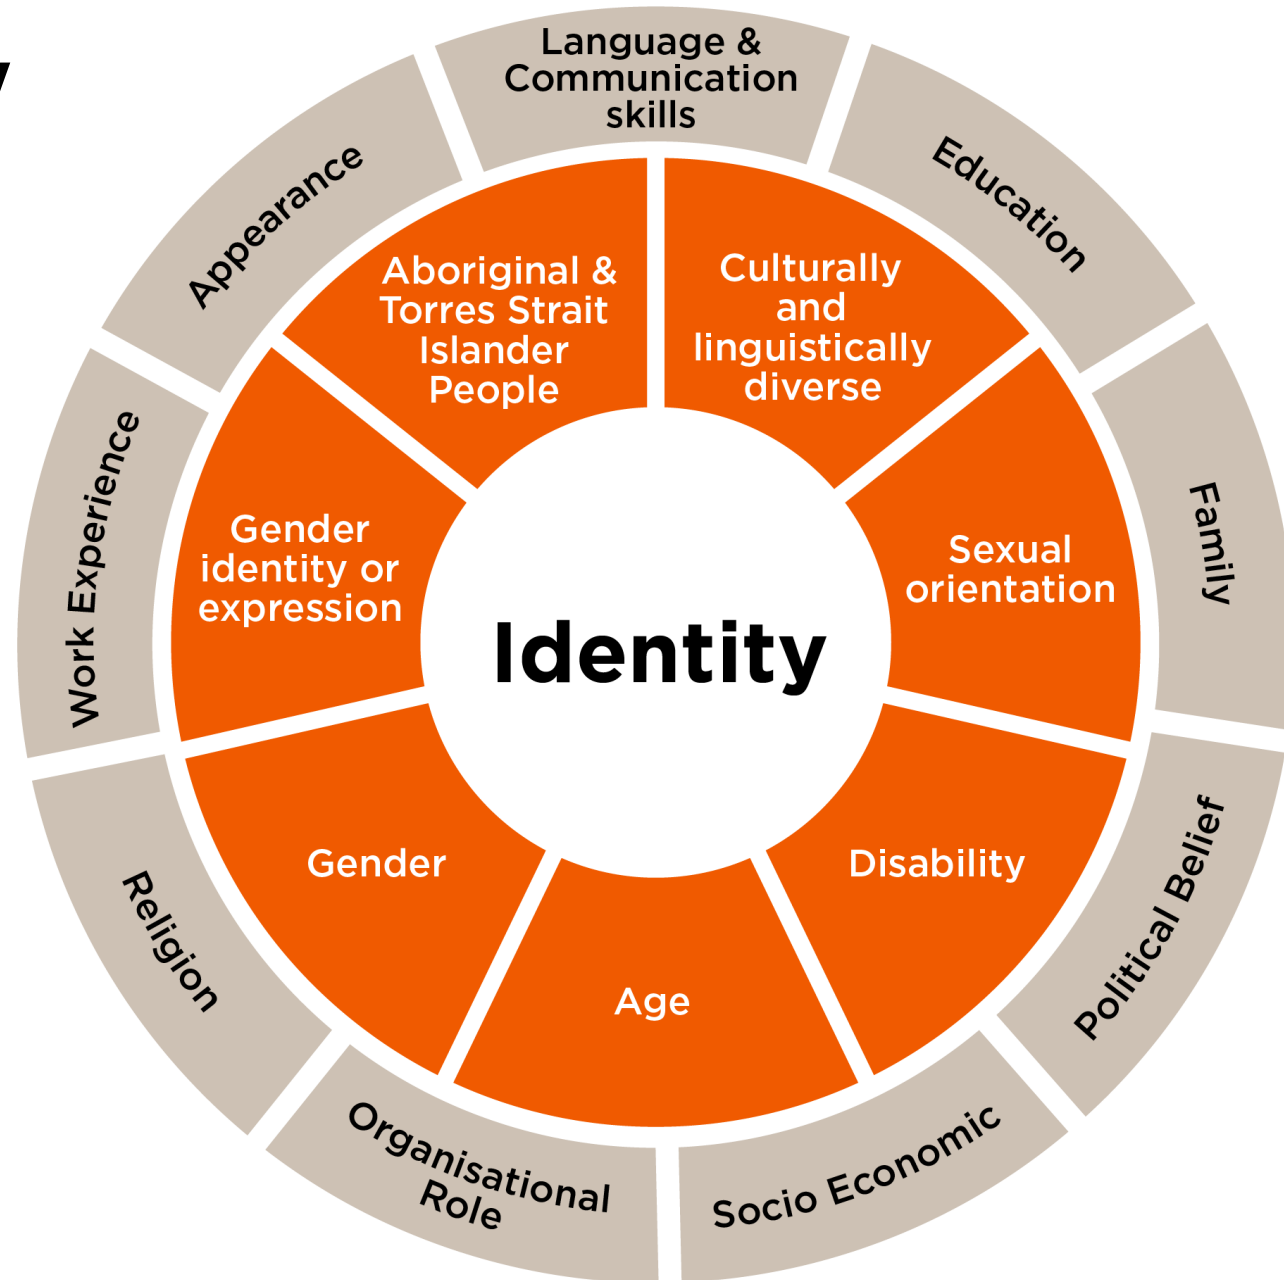 Language &
Communication
skills
Education
Family
Political Belief
Socio Economic
Organisational
Role
Religion
Work Experience
Appearance
Aboriginal &
Torres Strait
Islander
People
Culturally
and
linguistically
diverse
Sexual
orientation
Disability
Age
Gender
Gender
identity or
expression
Identity